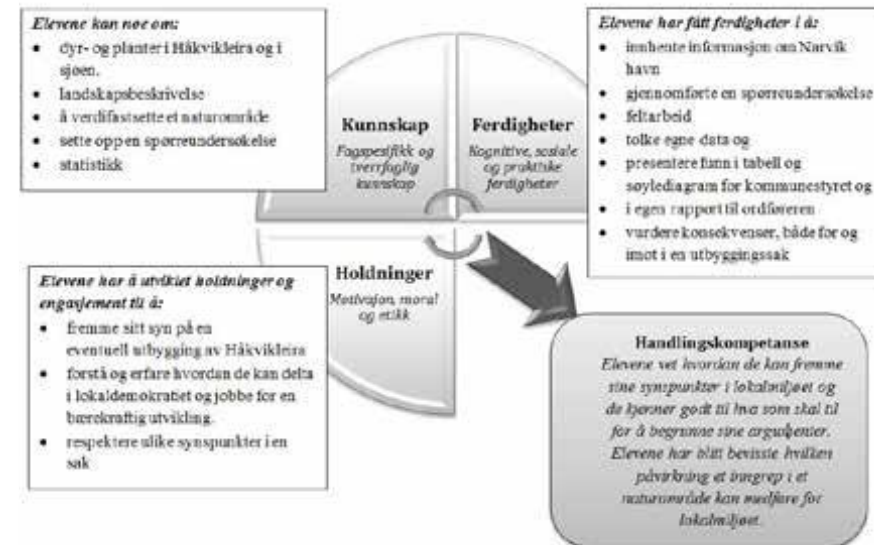 Elevene kan noe om:
• dyr- og planter i Håkvikleira og i
sjøen.
• landskapsbeskrivelse
• å verdifastsette et naturområde
• sette opp en spørreundersøkelse
• statistikk
Kunnskap
Fagspesifikk og
tverrfaglig
kunnskap
Ferdigheter
Kognitive, sosiale
og praktiske
ferdigheter
Elevene har fått ferdigheter i å:
• innhente informasjon om Narvik
havn
• gjennomførte en spørreundersøkelse
• feltarbeid
• tolke egne data og
• presentere funn i tabell og
søylediagram for kommunestyret og
• i egen rapport til ordføreren
• vurdere konsekvenser, både for og
imot i en utbyggingssak
Elevene har å utviklet holdninger og
engasjement til å:
• fremme sitt syn på en
eventuell utbygging av Håkvikleira
• forstå og erfare hvordan de kan delta
i lokaldemokratiet og jobbe for en
bærekraftig utvikling.
• respektere ulike synspunkter i en
sak
Holdninger
Motivasjon, moral
og etikk
Handlingskompetanse
Elevene vet hvordan de kan fremme
sine synspunkter i lokalmiljøet og
de kjenner godt til hva som skal til
for å begrunne sine argumenter.
Elevene har blitt bevisste hvilken
påvirkning et inngrep i et
naturområde kan medføre for
lokalmiljøet.